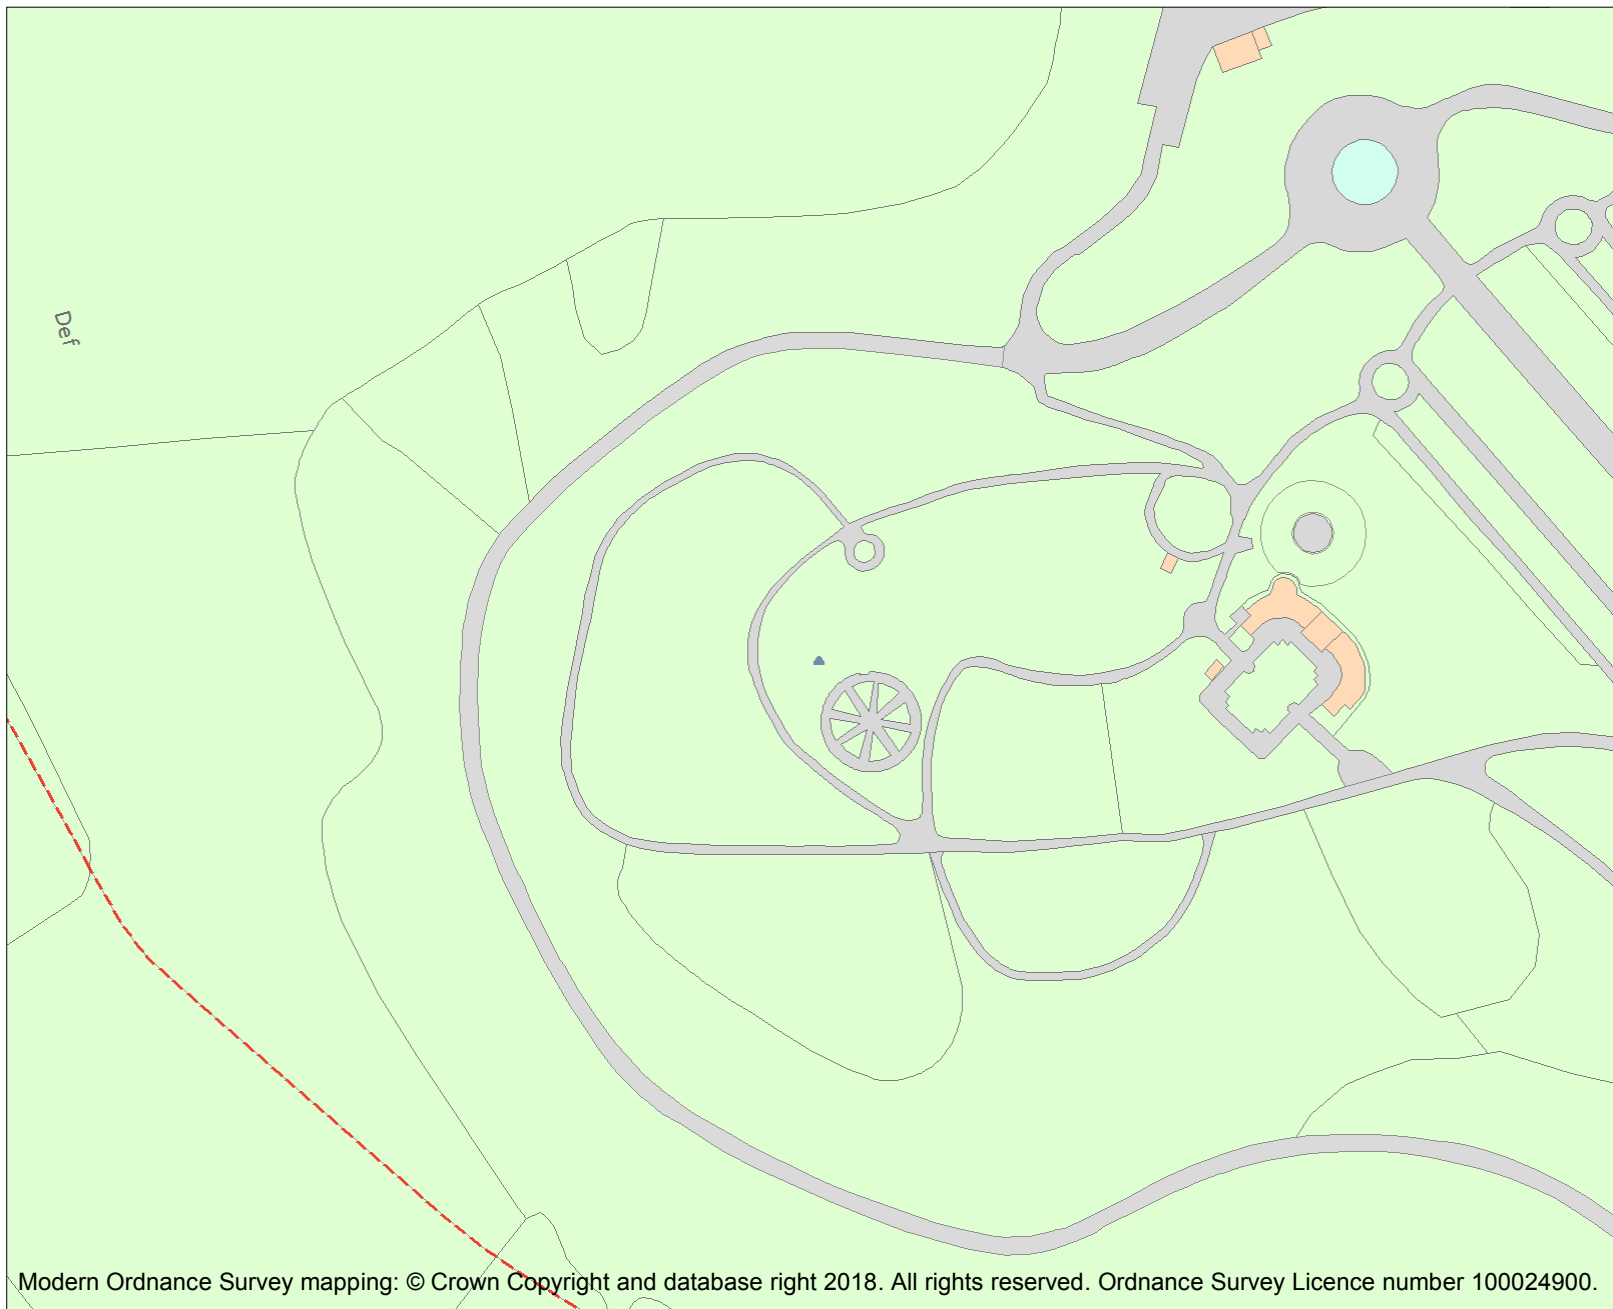 Def
Modern Ordnance Survey mapping: © Crown Copyright and database right 2018. All rights reserved. Ordnance Survey Licence number 100024900.